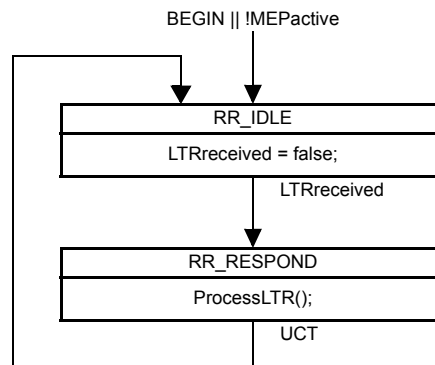 BEGIN || !MEPactive
RR_IDLE
LTRreceived = false;
LTRreceived
RR_RESPOND
ProcessLTR();
UCT